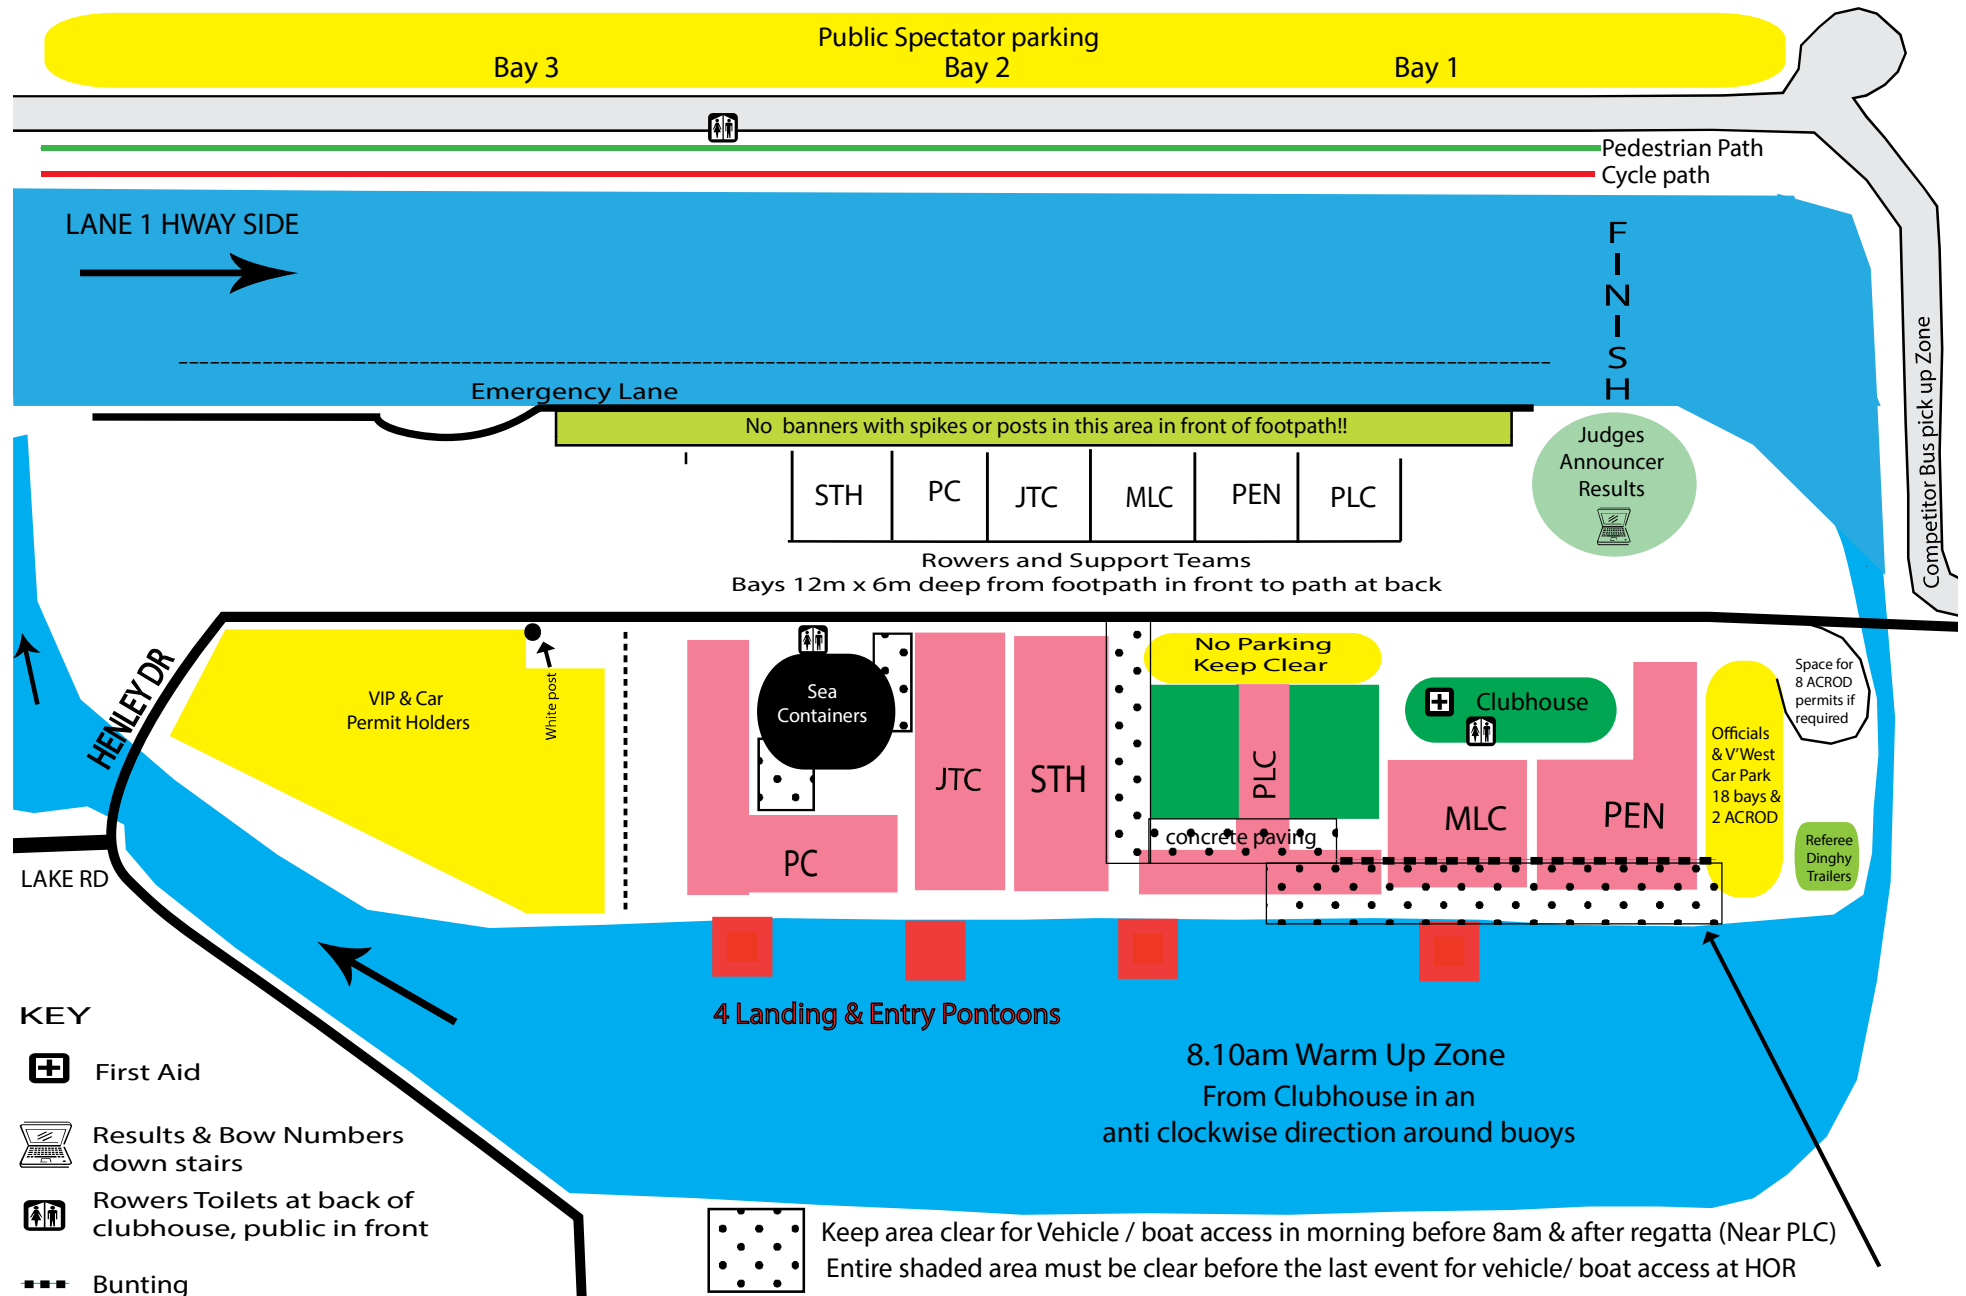 Public Spectator parking
Bay 3
Bay 2
Bay 1
Pedestrian Path
Cycle path
LANE 1 HWAY SIDE
FINISH
Competitor Bus pick up Zone
Emergency Lane
No banners with spikes or posts in this area in front of footpath!!
Judges
Announcer
Results
STH
PC
JTC
MLC
PEN
PLC
Rowers and Support Teams
Bays 12m x 6m deep from footpath in front to path at back
HENLEY DR
VIP & Car
Permit Holders
White post
Sea
Containers
JTC
STH
No Parking
Keep Clear
PLC
Clubhouse
Space for
8 ACROD
permits if
required
Officials
& V'West
Car Park
18 bays &
2 ACROD
MLC
PEN
concrete paving
PC
Referee
Dinghy
Trailers
LAKE RD
4 Landing & Entry Pontoons
8.10am Warm Up Zone
From Clubhouse in an
anti clockwise direction around buoys
KEY
First Aid
Results & Bow Numbers
down stairs
Rowers Toilets at back of
clubhouse, public in front
Bunting
Keep area clear for Vehicle / boat access in morning before 8am & after regatta (Near PLC)
Entire shaded area must be clear before the last event for vehicle/ boat access at HOR